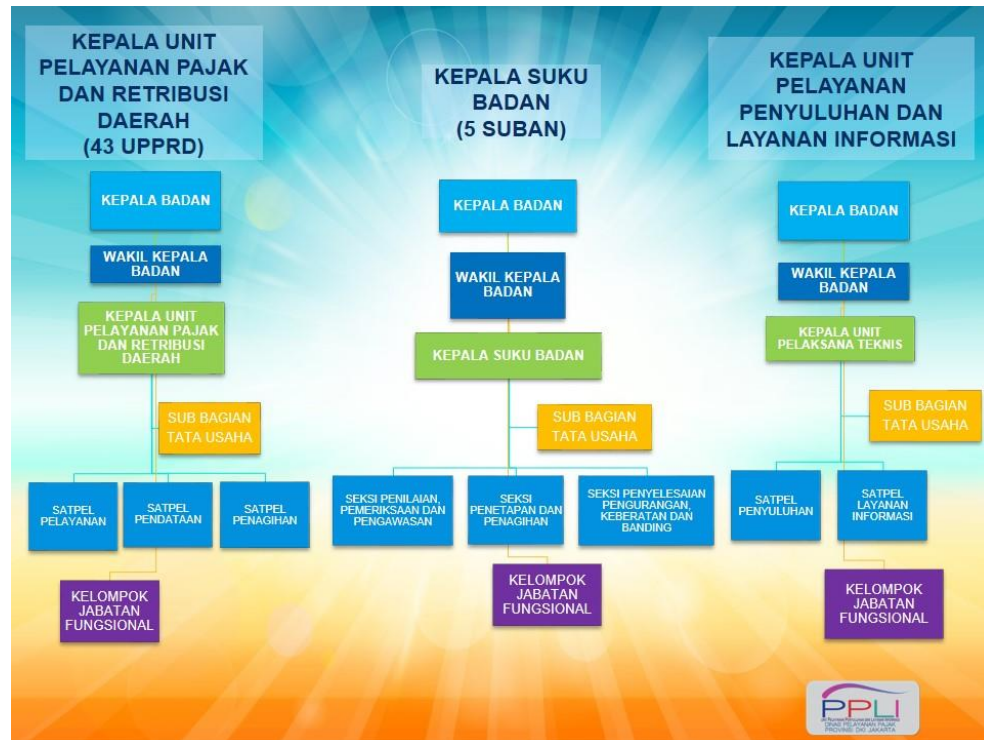 KEPALA UNIT
PELAYANAN PAJAK
DAN RETRIBUSI
DAERAH
(43 UPPRD)
KEPALA BADAN
WAKIL KEPALA
BADAN
KEPALA UNIT
PELAYANAN PAJAK
DAN RETRIBUSI
DAERAH
SUB BAGIAN
TATA USAHA
SATPEL
PELAYANAN
SATPEL
PENDATAAN
SATPEL
PENAGIHAN
KELOMPOK
JABATAN
FUNGSIONAL
KEPALA SUKU
BADAN
(5 SUBAN)
KEPALA BADAN
WAKIL KEPALA
BADAN
KEPALA SUKU BADAN
SUB BAGIAN
TATA USAHA
SEKSI PENILAIAN,
PEMERIKSAAN DAN
PENGAWASAN
SEKSI
PENETAPAN DAN
PENAGIHAN
SEKSI PENYELESAIAN
PENGURANGAN,
KEBERATAN DAN
BANDING
KELOMPOK
JABATAN
FUNGSIONAL
KEPALA UNIT
PELAYANAN
PENYULUHAN DAN
LAYANAN INFORMASI
KEPALA BADAN
WAKIL KEPALA
BADAN
KEPALA UNIT
PELAKSANA TEKNIS
SUB BAGIAN
TATA USAHA
SATPEL
PENYULUHAN
SATPEL
LAYANAN
INFORMASI
KELOMPOK
JABATAN
FUNGSIONAL
PPLI
DINAS PELAYANAN PAJAK
PROVINSI DKI JAKARTA